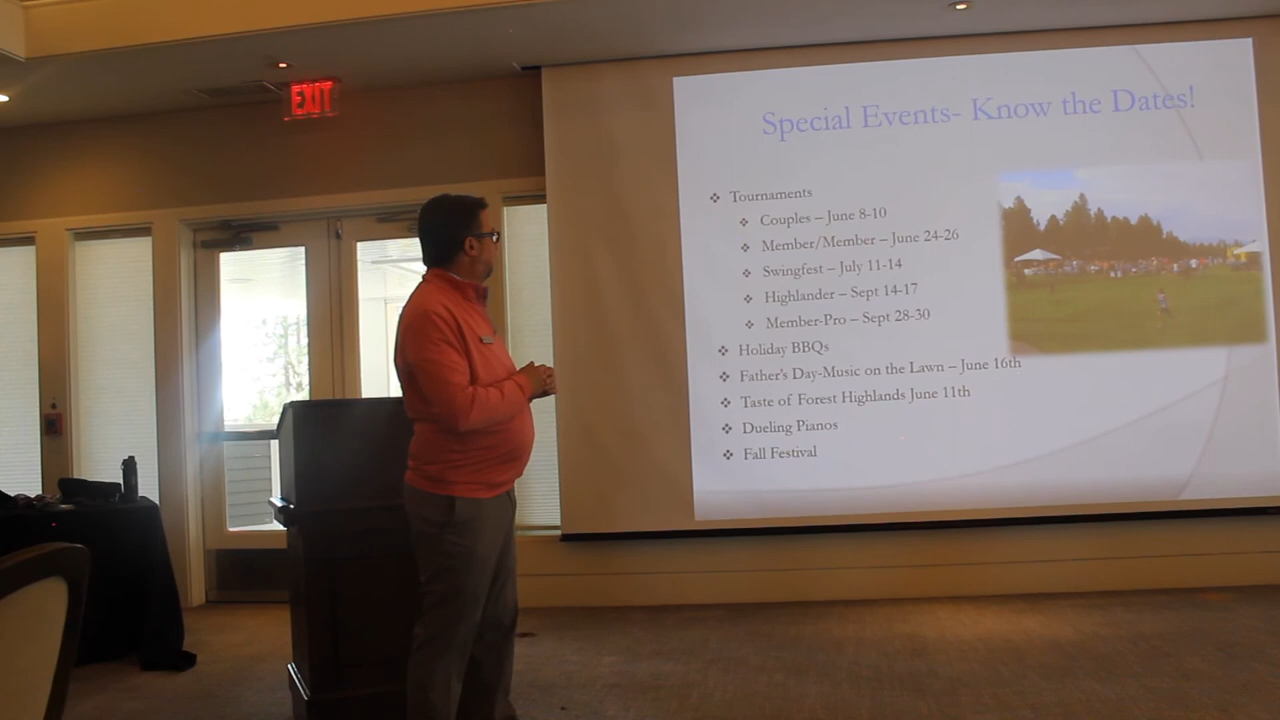 EXIT
Special Events- Know the Dates!
Tournaments
Couples – June 8-10
Member/Member – June 24-26
Swingfest – July 11-14
Highlander – Sept 14-17
Member-Pro – Sept 28-30
Holiday BBQs
Father's Day-Music on the Lawn – June 16th
Taste of Forest Highlands June 11th
Dueling Pianos
Fall Festival